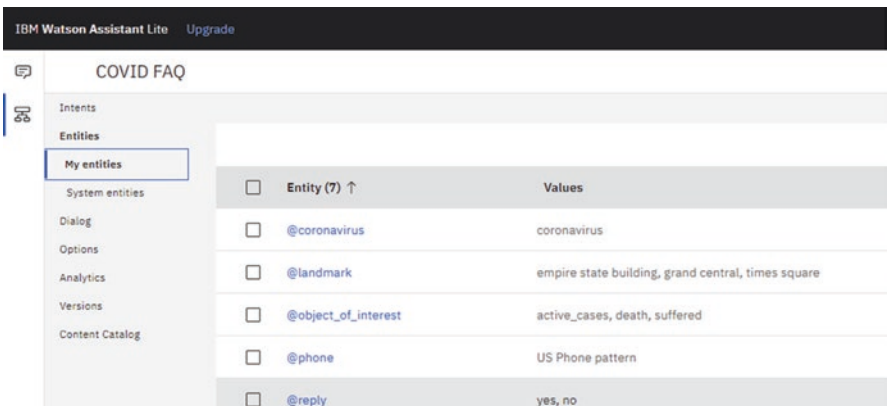 IBM Watson Assistant Lite Upgrade
COVID FAQ
Intents
Entities
My entities
System entities
Dialog
Options
Analytics
Versions
Content Catalog
Entity (7) ↑ Values
@coronavirus coronavirus
@landmark empire state building, grand central, times square
@object_of_interest active_cases, death, suffered
@phone US Phone pattern
@reply yes, no